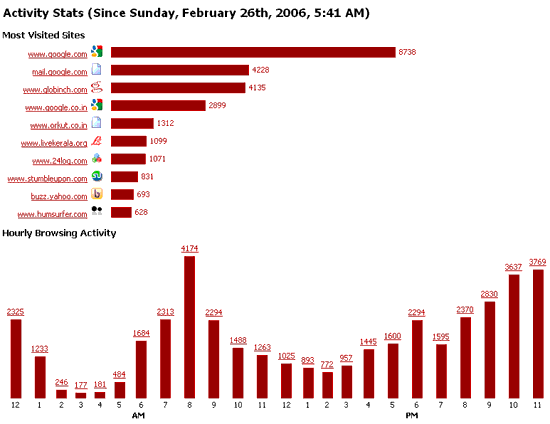 Activity Stats (Since Sunday, February 26th, 2006, 5:41 AM)
Most Visited Sites
www.google.com 8738
mail.google.com 4228
www.globinch.com 4135
www.google.co.in 2899
www.orkut.co.in 1312
www.livekerala.org 1099
www.24log.com 1071
www.stumbleupon.com SU 831
buzz.yahoo.com b 693
www.humsurfer.com 628
Hourly Browsing Activity
2325 1233 246 177 181 484 1684 2313 4174 2294 1488 1263 1025 893 772 957 1445 1600 2294 1595 2370 2830 3637 3769
12 1 2 3 4 5 6 7 8 9 10 11 12 1 2 3 4 5 6 7 8 9 10 11
AM PM